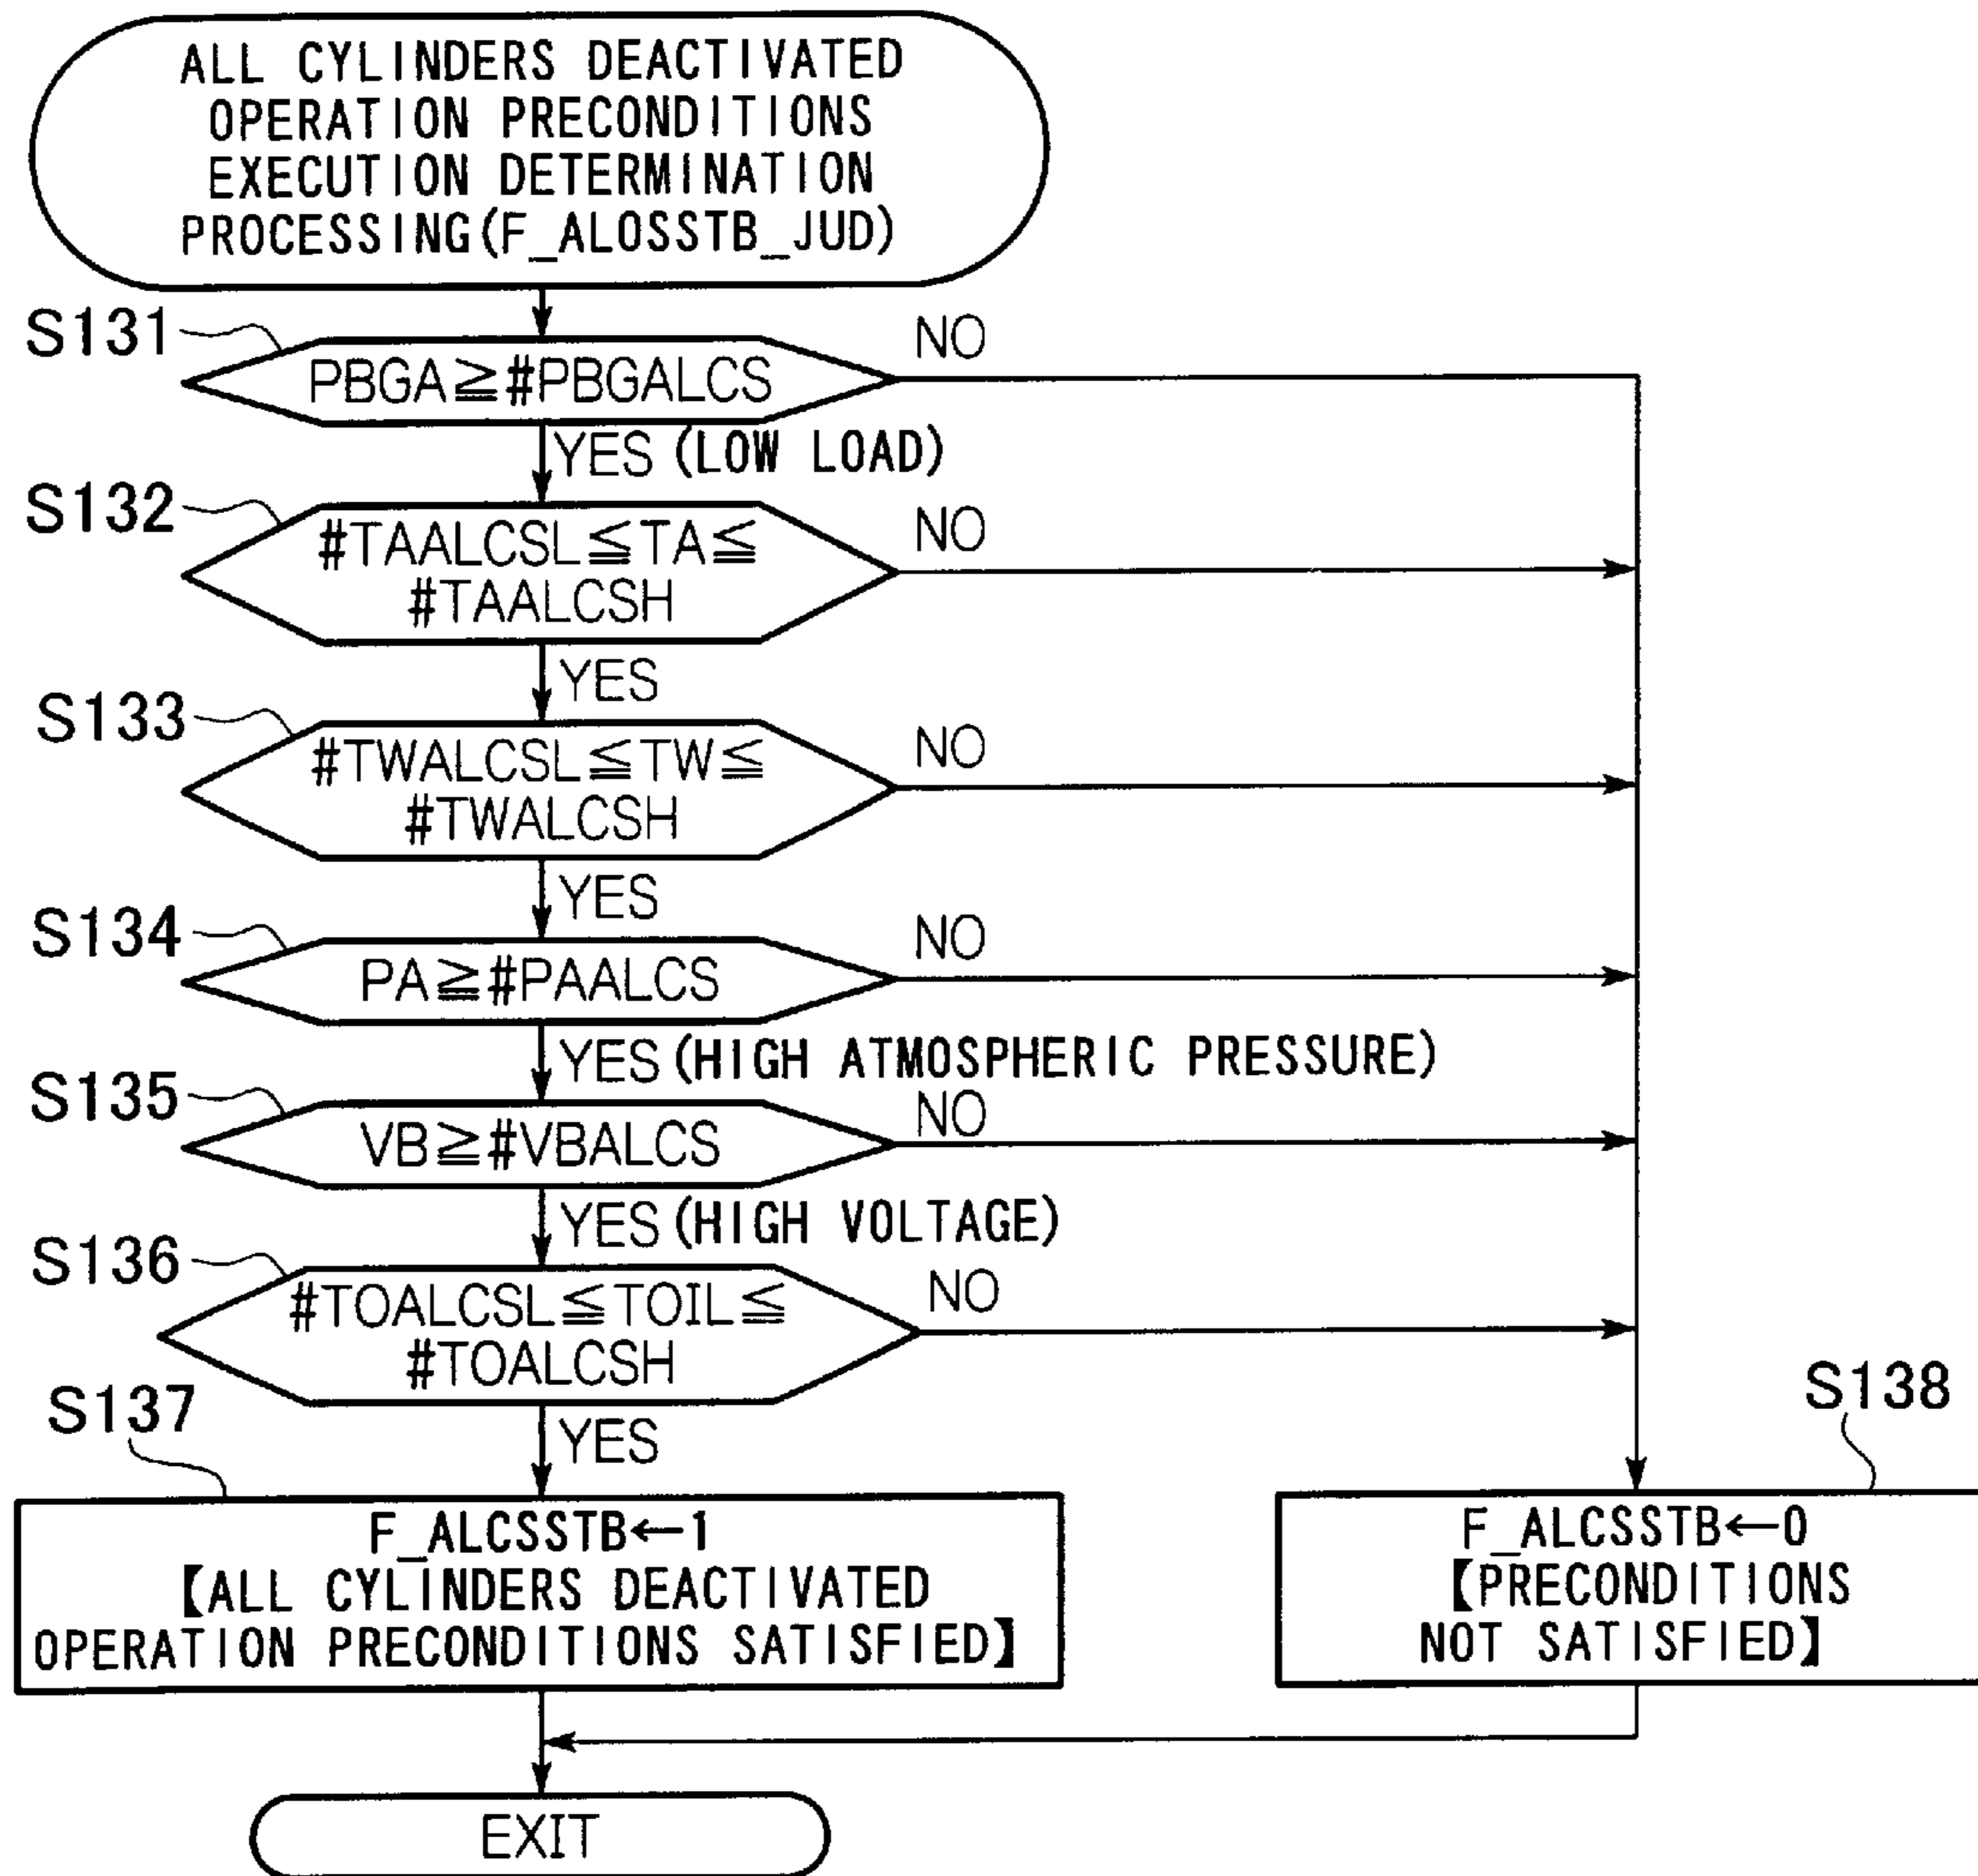 ALL CYLINDERS DEACTIVATED
OPERATION PRECONDITIONS
EXECUTION DETERMINATION
PROCESSING(F_ALOSSTB_JUD)
S131
PBGA≧#PBGALCS
NO
YES (LOW LOAD)
S132
#TAALCSL≦TA≦
#TAALCSH
NO
YES
S133
#TWALCSL≦TW≦
#TWALCSH
NO
YES
S134
PA≧#PAALCS
NO
YES (HIGH ATMOSPHERIC PRESSURE)
S135
VB≧#VBALCS
NO
YES (HIGH VOLTAGE)
S136
#TOALCSL≦TOIL≦
#TOALCSH
NO
YES
S137
F_ALCSSTB←1
【ALL CYLINDERS DEACTIVATED
OPERATION PRECONDITIONS SATISFIED】
S138
F_ALCSSTB←0
【PRECONDITIONS
NOT SATISFIED】
EXIT